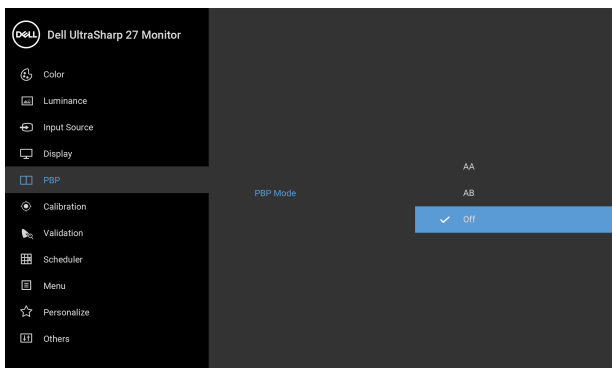 DELL Dell UltraSharp 27 Monitor
Color
Luminance
Input Source
Display
PBP
Calibration
Validation
Scheduler
Menu
Personalize
Others
PBP Mode
AA
AB
Off